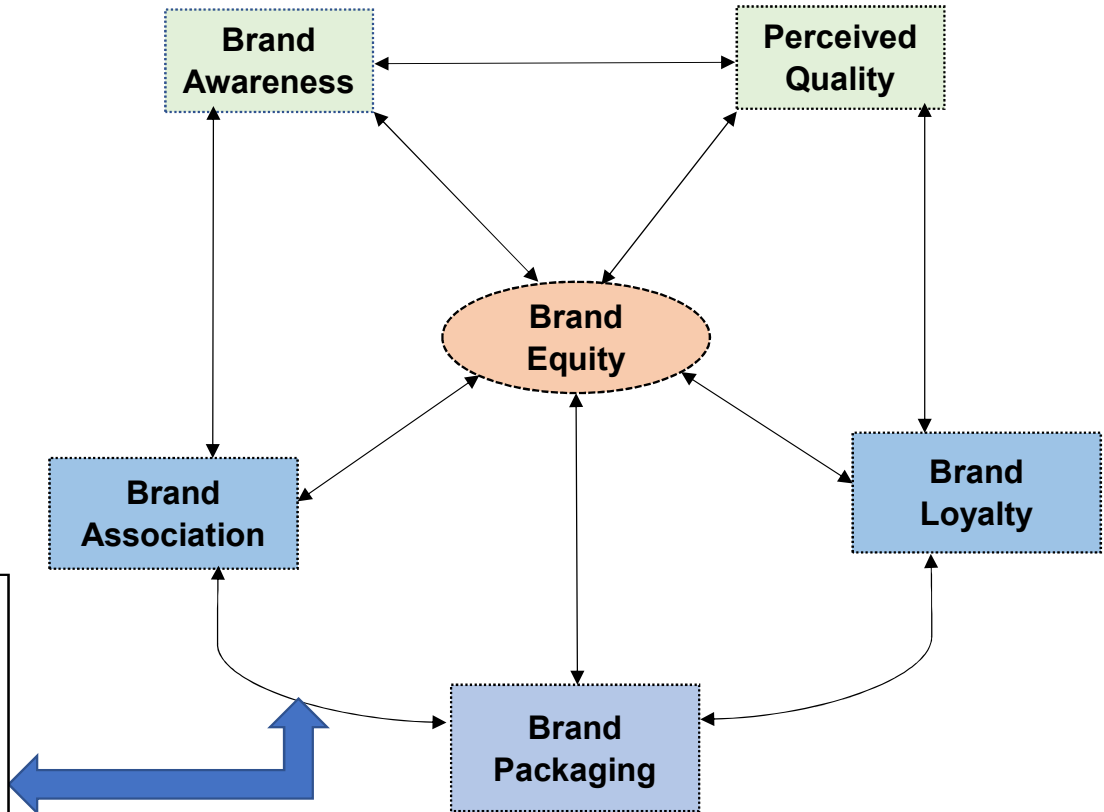 Brand
Awareness
Perceived
Quality
Brand
Equity
Brand
Association
Brand
Loyalty
Brand
Packaging